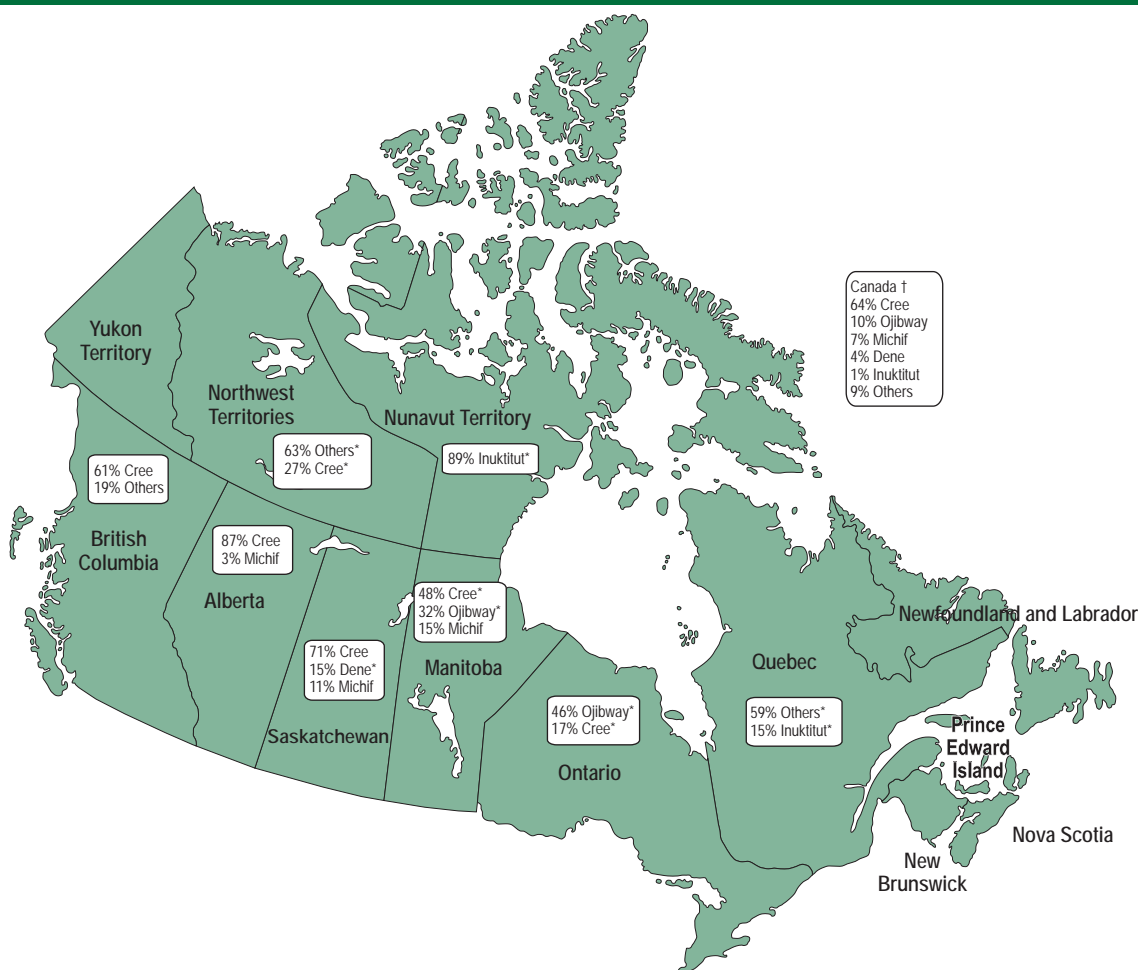 Canada †
64% Cree
10% Ojibway
7% Michif
4% Dene
1% Inuktitut
9% Others
Yukon
Territory
Northwest
Territories
63% Others*
27% Cree*
Nunavut Territory
89% Inuktitut*
61% Cree
19% Others
British
Columbia
87% Cree
3% Michif
Alberta
71% Cree
15% Dene*
11% Michif
Saskatchewan
48% Cree*
32% Ojibway*
15% Michif
Manitoba
46% Ojibway*
17% Cree*
Ontario
Quebec
59% Others*
15% Inuktitut*
Newfoundland and Labrador
Prince
Edward
Island
Nova Scotia
New
Brunswick